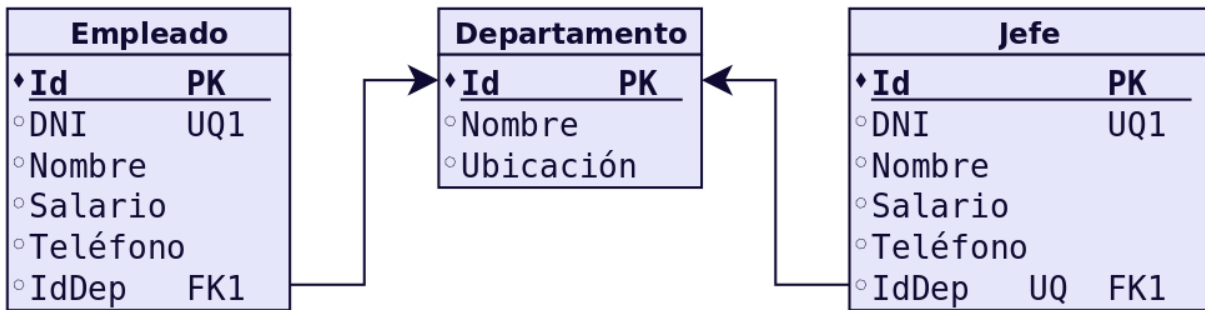 Empleado
Id PK
DNI UQ1
Nombre
Salario
Teléfono
IdDep FK1
Departamento
Id PK
Nombre
Ubicación
Jefe
Id PK
DNI UQ1
Nombre
Salario
Teléfono
IdDep UQ FK1